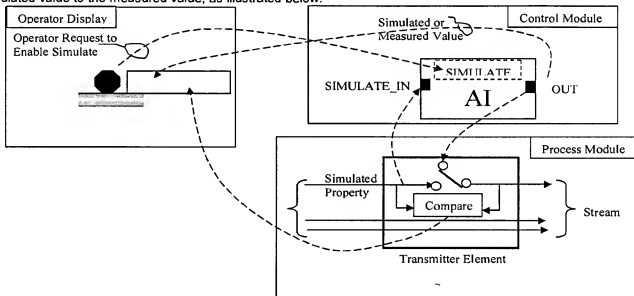 ulated value to the measured value, as illustrated below.
Operator Display
Operator Request to
Enable Simulate
Simulated or
Measured Value
Control Module
SIMULATE
SIMULATE_IN
AI
OUT
Process Module
Simulated
Property
Compare
Stream
Transmitter Element